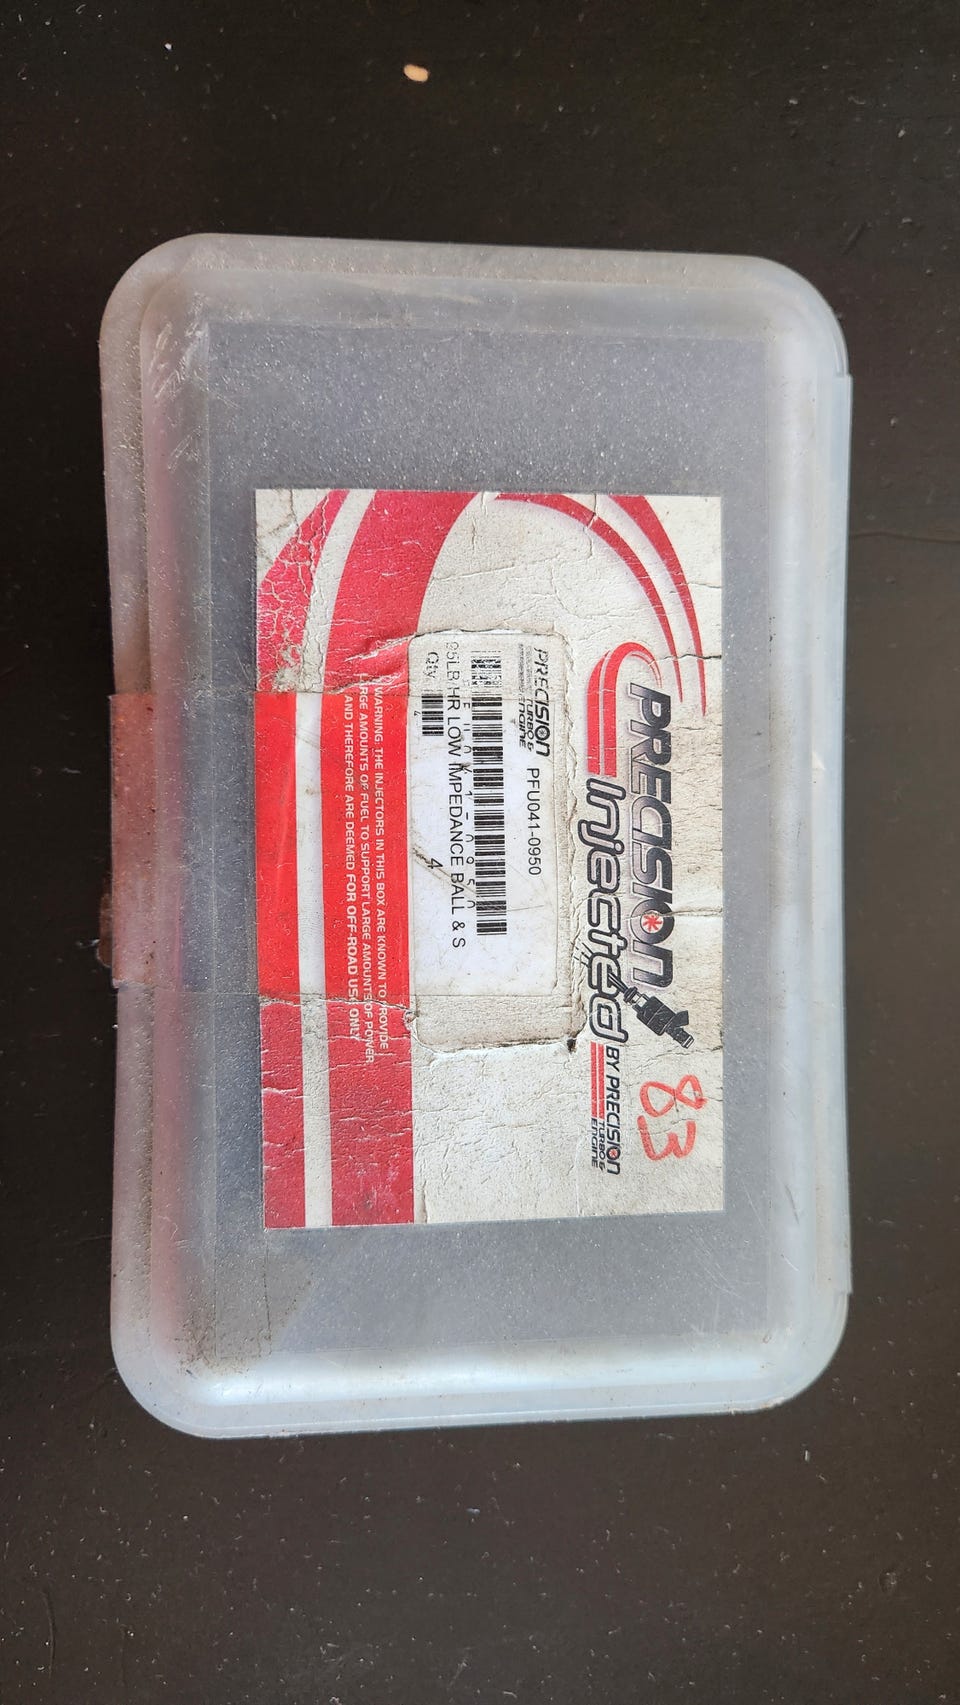 PRECISION
Injected
BY PRECISION
TURBO &
ENGINE
83
PRECISION
TURBO &
ENGINE
PFU041-0950
95LB/HR LOW IMPEDANCE BALL & S
Qty
4
WARNING, THE INJECTORS IN THIS BOX ARE KNOWN TO PROVIDE
LARGE AMOUNTS OF FUEL TO SUPPORT LARGE AMOUNTS OF POWER
AND THEREFORE ARE DEEMED FOR OFF-ROAD USE ONLY